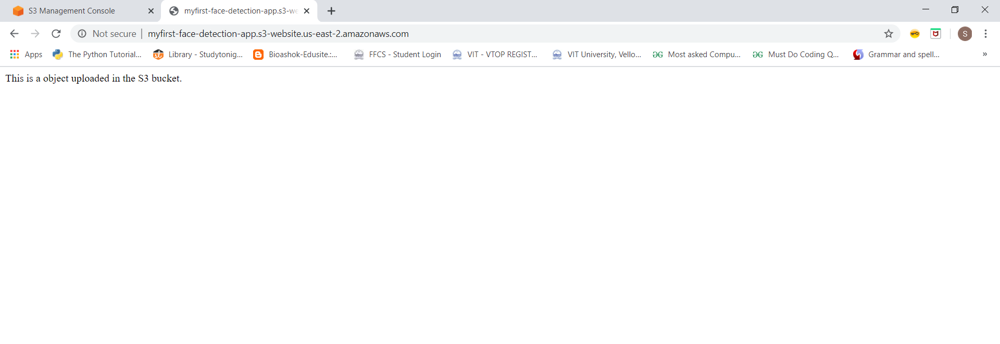 S3 Management Console
myfirst-face-detection-app.s3-we
Not secure | myfirst-face-detection-app.s3-website.us-east-2.amazonaws.com
S
Apps The Python Tutorial... Library - Studytonig... Bioashok-Edusite.:... FFCS - Student Login VIT - VTOP REGIST... VIT University, Vello... Most asked Compu... Must Do Coding Q... Grammar and spell... »
This is a object uploaded in the S3 bucket.